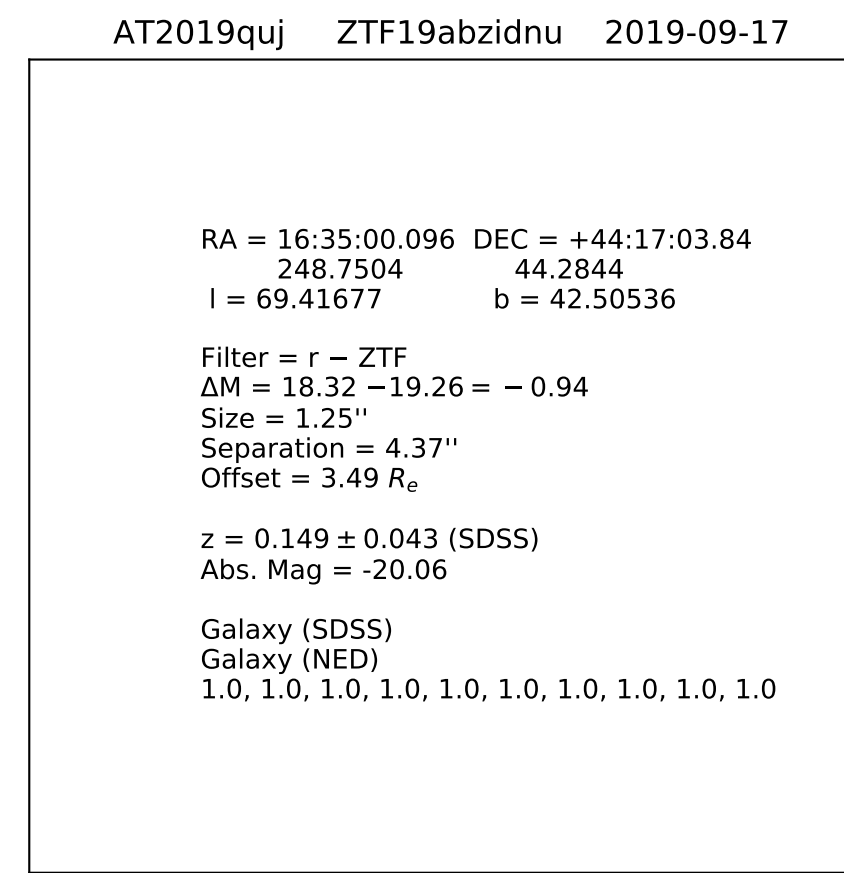 AT2019quj ZTF19abzidnu 2019-09-17
RA = 16:35:00.096 DEC = +44:17:03.84
248.7504 44.2844
l = 69.41677 b = 42.50536
Filter = r − ZTF
ΔM = 18.32 −19.26 = − 0.94
Size = 1.25''
Separation = 4.37''
Offset = 3.49 Rₑ
z = 0.149 ± 0.043 (SDSS)
Abs. Mag = -20.06
Galaxy (SDSS)
Galaxy (NED)
1.0, 1.0, 1.0, 1.0, 1.0, 1.0, 1.0, 1.0, 1.0, 1.0